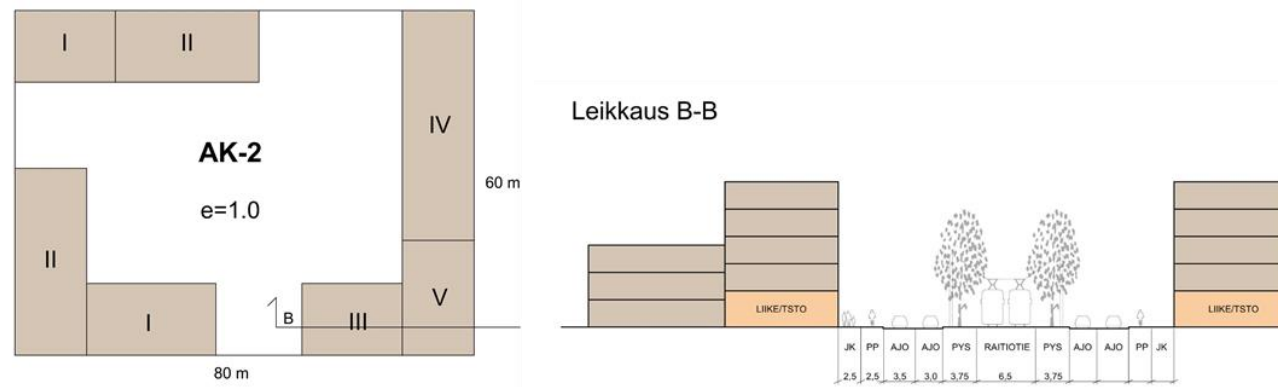 I
II
IV
AK-2
60 m
e=1.0
II
V
I
B
III
80 m
Leikkaus B-B
LIIKE/TSTO
LIIKE/TSTO
JK PP AJO AJO PYS RAITIOTIE PYS AJO AJO PP JK
2,5 2,5 3,5 3,0 3,75 6,5 3,75